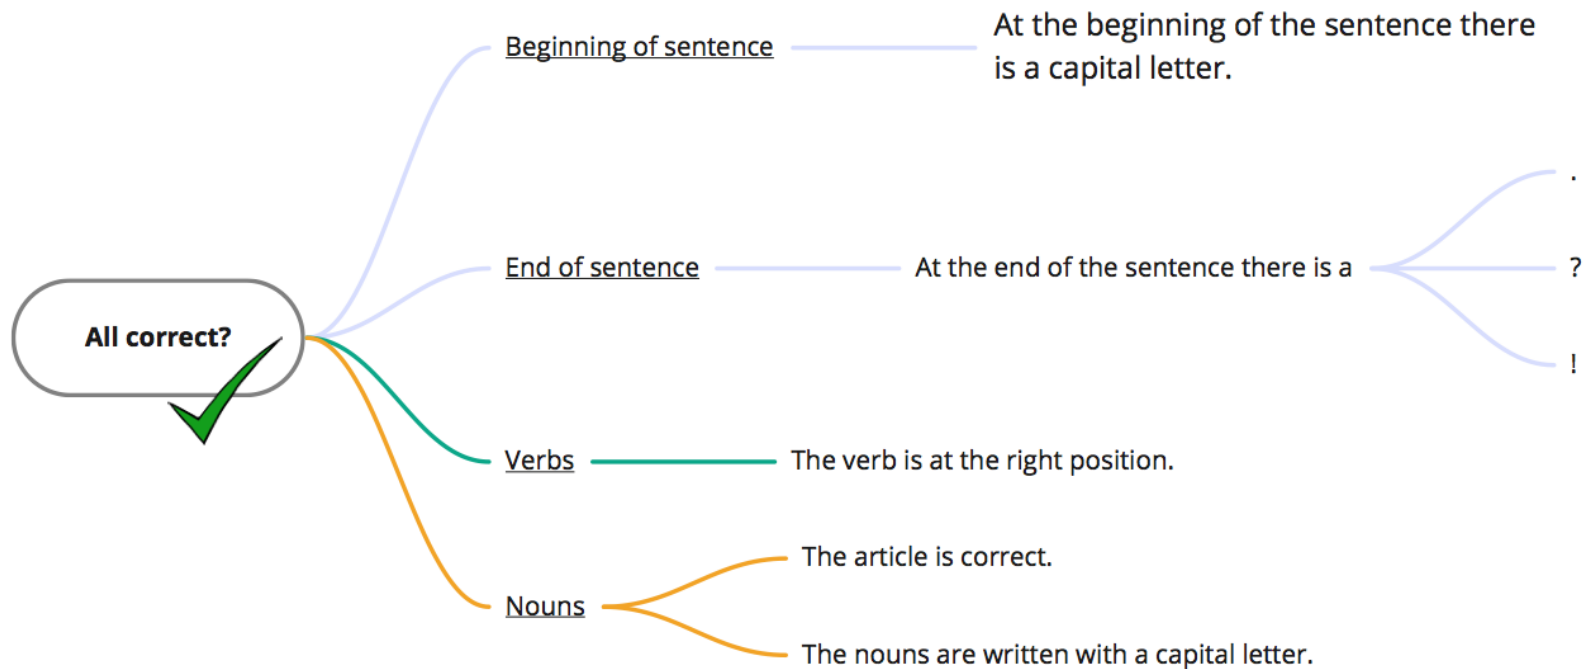 All correct?
Beginning of sentence
At the beginning of the sentence there
is a capital letter.
End of sentence
At the end of the sentence there is a
.
?
!
Verbs
The verb is at the right position.
Nouns
The article is correct.
The nouns are written with a capital letter.